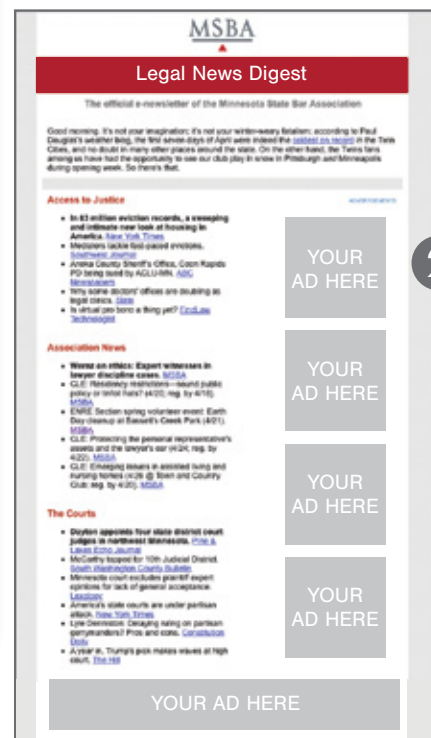 MSBA
Legal News Digest
The official e-newsletter of the Minnesota State Bar Association
Good morning. It's not your imagination; it's not your winter-weary fatalism: according to Paul
Douglas's weather blog, the first seven days of April were indeed the coldest on record in the Twin
Cities, and no doubt in many other places around the state. On the other hand, the Twins fans
among us have had the opportunity to see our club play in snow in Pittsburgh and Minneapolis
during opening week. So there's that.
Access to Justice
ADVERTISEMENTS
• In 83 million eviction records, a sweeping
and intimate new look at housing in
America. New York Times
• Mediators tackle fast-paced evictions.
Southwest Journal
• Anoka County Sheriff's Office, Coon Rapids
PD being sued by ACLU-MN. ABC
Newspapers
• Why some doctors' offices are doubling as
legal clinics. Slate
• Is virtual pro bono a thing yet? FindLaw
Technologist
YOUR
AD HERE
2
Association News
• Wernz on ethics: Expert witnesses in
lawyer discipline cases. MSBA
• CLE: Residency restrictions—sound public
policy or tinfoil hats? (4/20; reg. by 4/18).
MSBA
• ENRE Section spring volunteer event: Earth
Day cleanup at Bassett's Creek Park (4/21).
MSBA
• CLE: Protecting the personal representative's
assets and the lawyer's ear (4/24; reg. by
4/22). MSBA
• CLE: Emerging issues in assisted living and
nursing homes (4/26 @ Town and Country
Club; reg. by 4/20). MSBA
YOUR
AD HERE
YOUR
AD HERE
The Courts
• Dayton appoints four state district court
judges in northwest Minnesota. Pine &
Lakes Echo Journal
• McCarthy tapped for 10th Judicial District.
South Washington County Bulletin
• Minnesota court excludes plaintiff expert
opinions for lack of general acceptance.
Lexology
• America's state courts are under partisan
attack. New York Times
• Lyle Denniston: Delaying ruling on partisan
gerrymanders? Pros and cons. Constitution
Daily
• A year in, Trump's pick makes waves at high
court. The Hill
YOUR
AD HERE
YOUR AD HERE